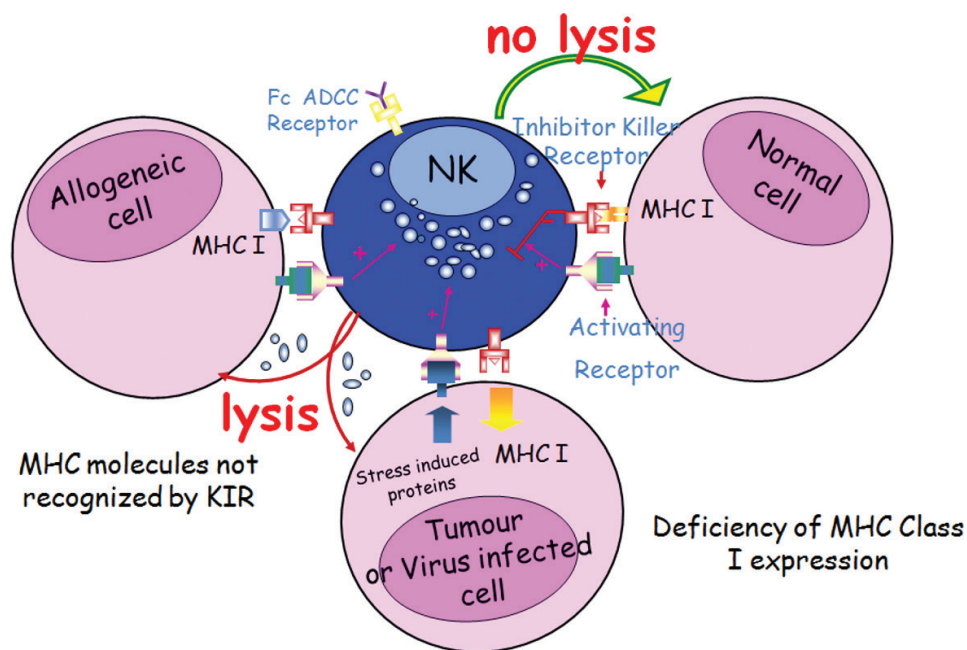 no lysis
Fc ADCC
Receptor
Inhibitor Killer
Receptor
NK
Allogeneic
cell
Normal
cell
MHC I
MHC I
+
+
+
Activating
Receptor
lysis
MHC molecules not
recognized by KIR
Stress induced
proteins
MHC I
Tumour
or Virus infected
cell
Deficiency of MHC Class
I expression